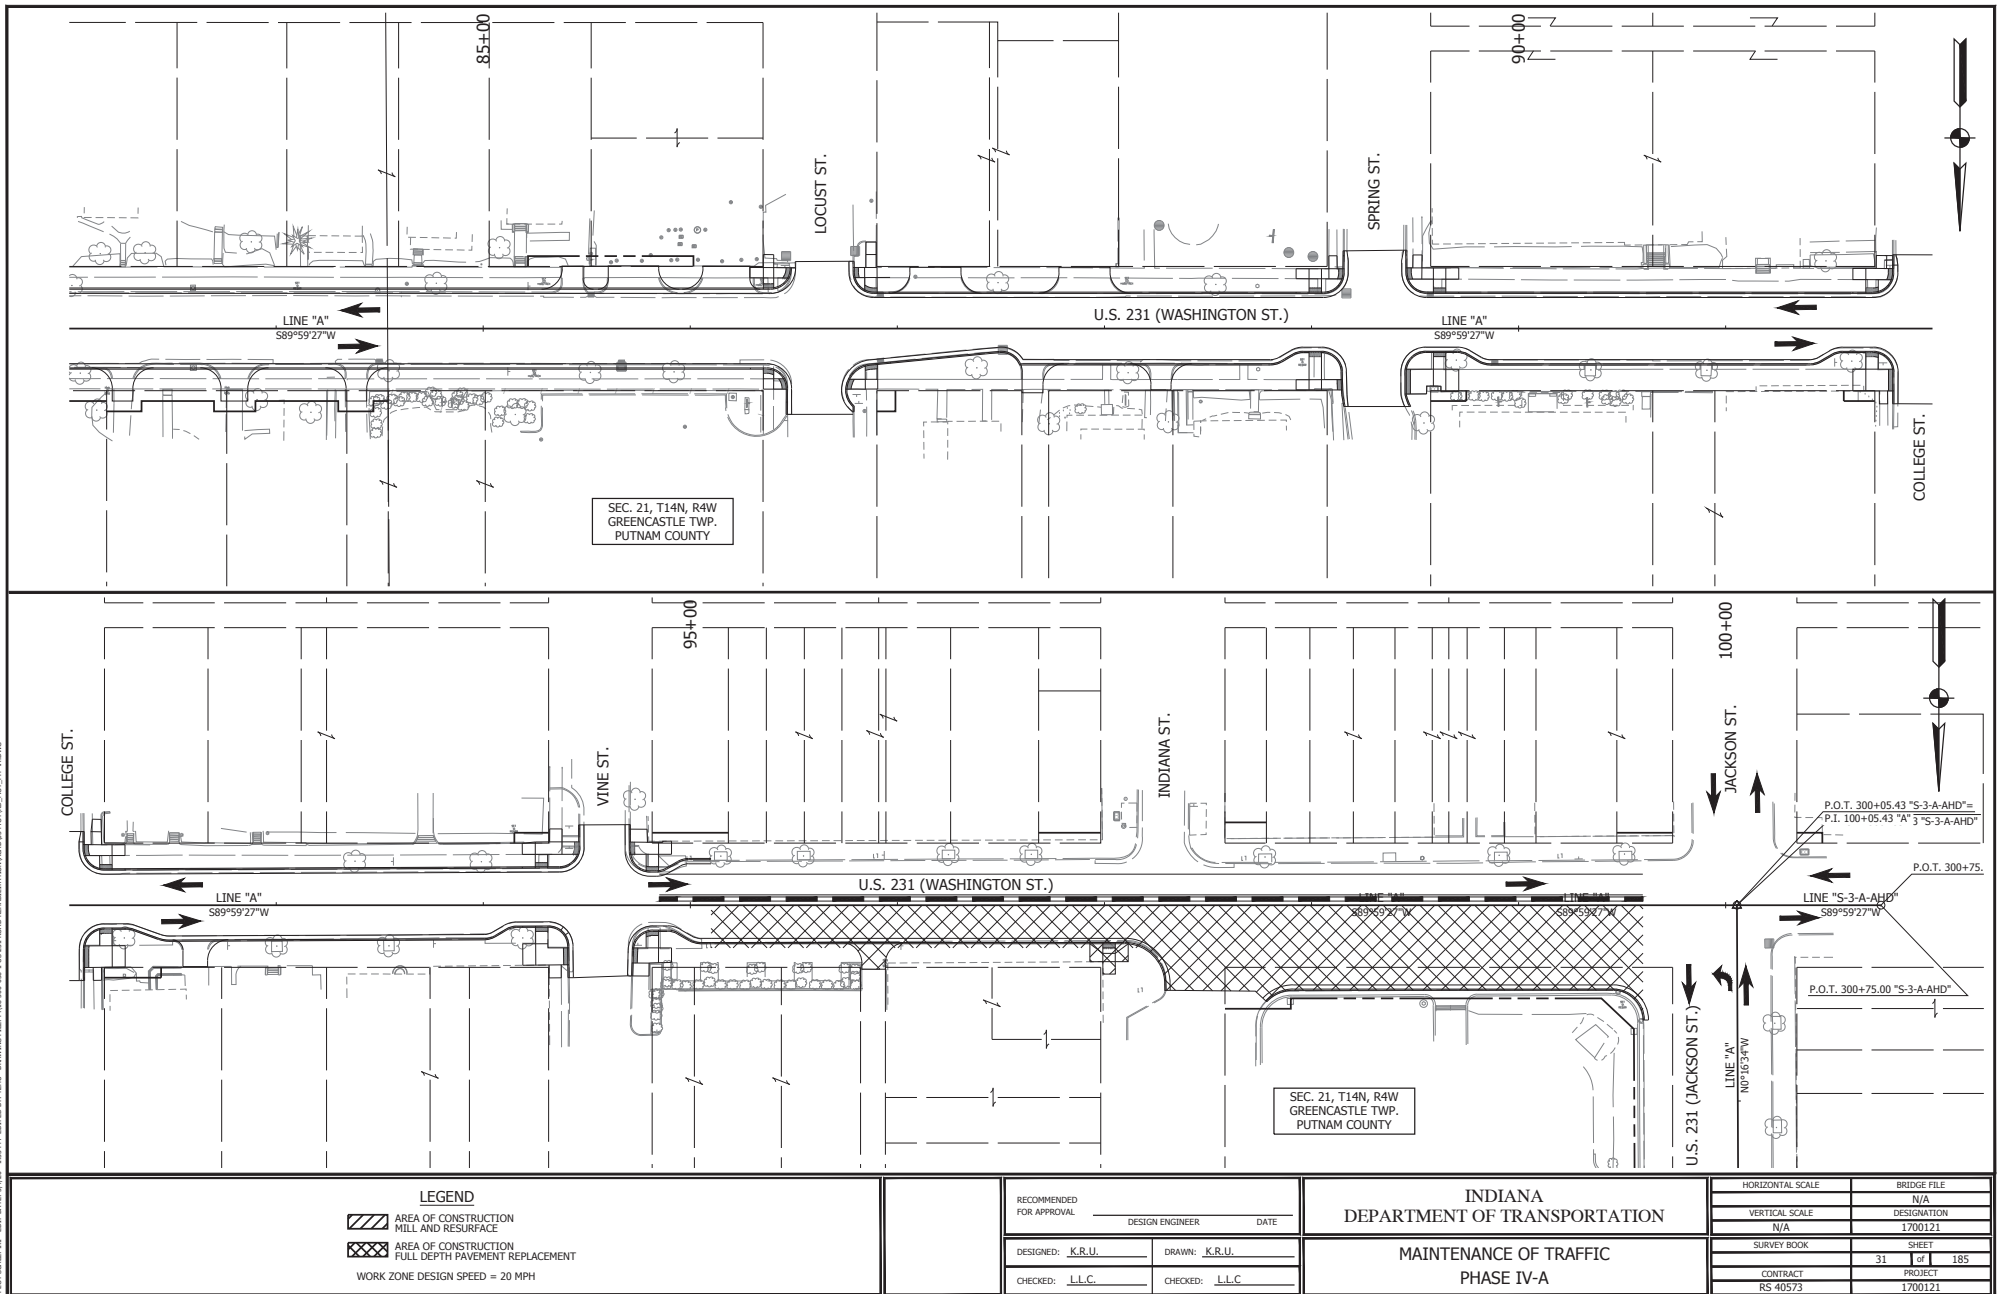 85+00
90+00
LOCUST ST.
SPRING ST.
U.S. 231 (WASHINGTON ST.)
LINE "A"
S89°59'27"W
LINE "A"
S89°59'27"W
COLLEGE ST.
SEC. 21, T14N, R4W
GREENCASTLE TWP.
PUTNAM COUNTY
95+00
100+00
COLLEGE ST.
VINE ST.
INDIANA ST.
JACKSON ST.
P.O.T. 300+05.43 "S-3-A-AHD"=
P.I. 100+05.43 "A" 3 "S-3-A-AHD"
P.O.T. 300+75.
U.S. 231 (WASHINGTON ST.)
LINE "A"
S89°59'27"W
LINE "A"
S89°59'27"W
LINE "A"
S89°59'27"W
LINE "S-3-A-AHD"
S89°59'27"W
P.O.T. 300+75.00 "S-3-A-AHD"
U.S. 231 (JACKSON ST.)
LINE "A"
N0°16'34"W
SEC. 21, T14N, R4W
GREENCASTLE TWP.
PUTNAM COUNTY
LEGEND
AREA OF CONSTRUCTION
MILL AND RESURFACE
AREA OF CONSTRUCTION
FULL DEPTH PAVEMENT REPLACEMENT
WORK ZONE DESIGN SPEED = 20 MPH
RECOMMENDED
FOR APPROVAL
DESIGN ENGINEER DATE
DESIGNED: K.R.U. DRAWN: K.R.U.
CHECKED: L.L.C. CHECKED: L.L.C
INDIANA
DEPARTMENT OF TRANSPORTATION
MAINTENANCE OF TRAFFIC
PHASE IV-A
HORIZONTAL SCALE BRIDGE FILE
N/A
VERTICAL SCALE DESIGNATION
N/A 1700121
SURVEY BOOK SHEET
31 of 185
CONTRACT PROJECT
RS 40573 1700121